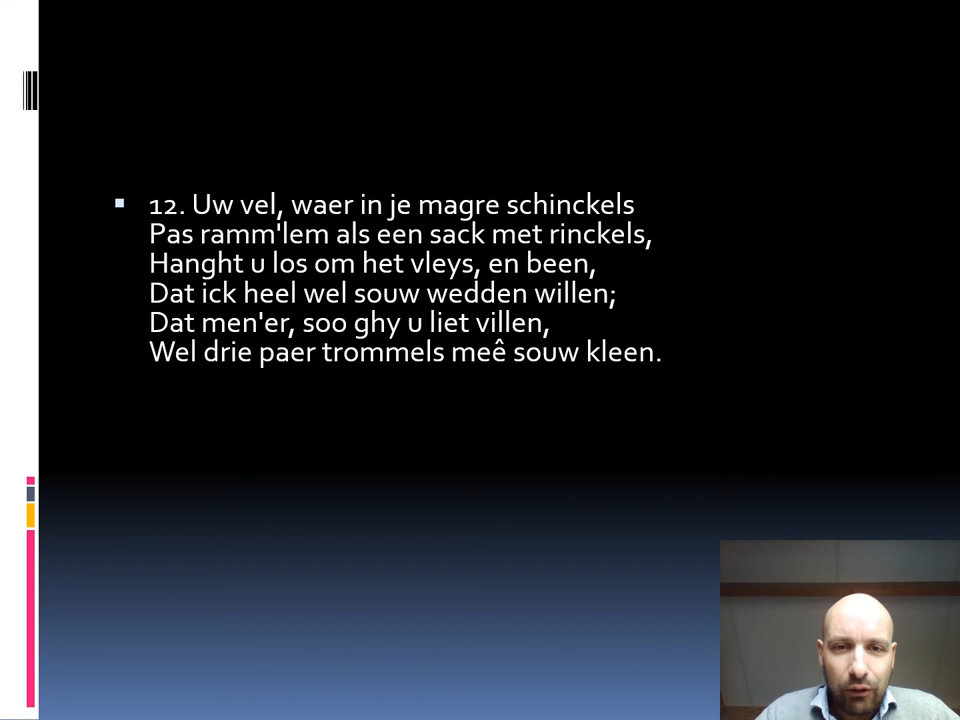 12. Uw vel, waer in je magre schinckels
Pas ramm'lem als een sack met rinckels,
Hanght u los om het vleys, en been,
Dat ick heel wel souw wedden willen;
Dat men'er, soo ghy u liet villen,
Wel drie paer trommels meê souw kleen.